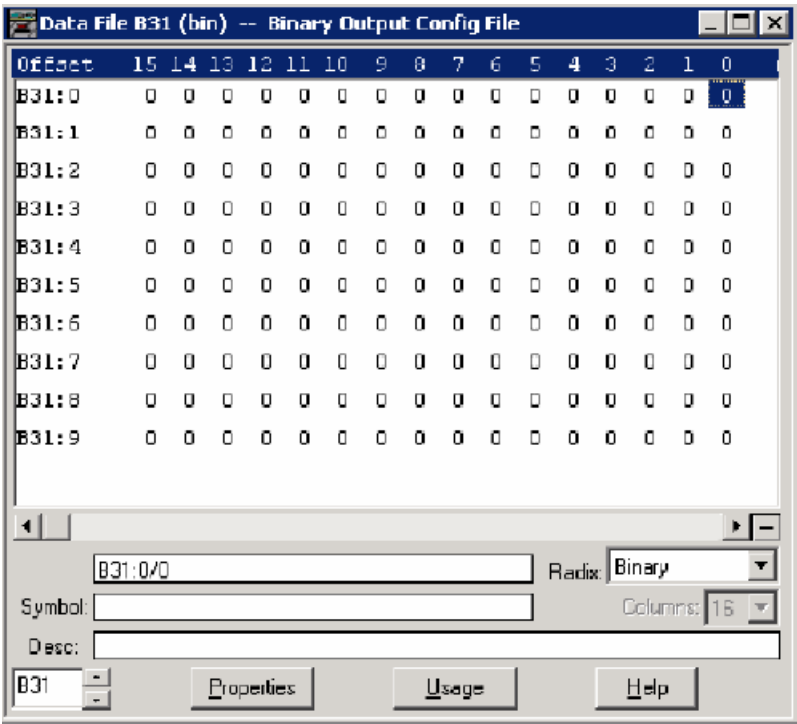 Data File B31 (bin) -- Binary Output Config File
Offset 15 14 13 12 11 10 9 8 7 6 5 4 3 2 1 0
B31:0 0 0 0 0 0 0 0 0 0 0 0 0 0 0 0 0
B31:1 0 0 0 0 0 0 0 0 0 0 0 0 0 0 0 0
B31:2 0 0 0 0 0 0 0 0 0 0 0 0 0 0 0 0
B31:3 0 0 0 0 0 0 0 0 0 0 0 0 0 0 0 0
B31:4 0 0 0 0 0 0 0 0 0 0 0 0 0 0 0 0
B31:5 0 0 0 0 0 0 0 0 0 0 0 0 0 0 0 0
B31:6 0 0 0 0 0 0 0 0 0 0 0 0 0 0 0 0
B31:7 0 0 0 0 0 0 0 0 0 0 0 0 0 0 0 0
B31:8 0 0 0 0 0 0 0 0 0 0 0 0 0 0 0 0
B31:9 0 0 0 0 0 0 0 0 0 0 0 0 0 0 0 0
B31:0/0 Radix: Binary
Symbol: Columns: 16
Desc:
B31 Properties Usage Help